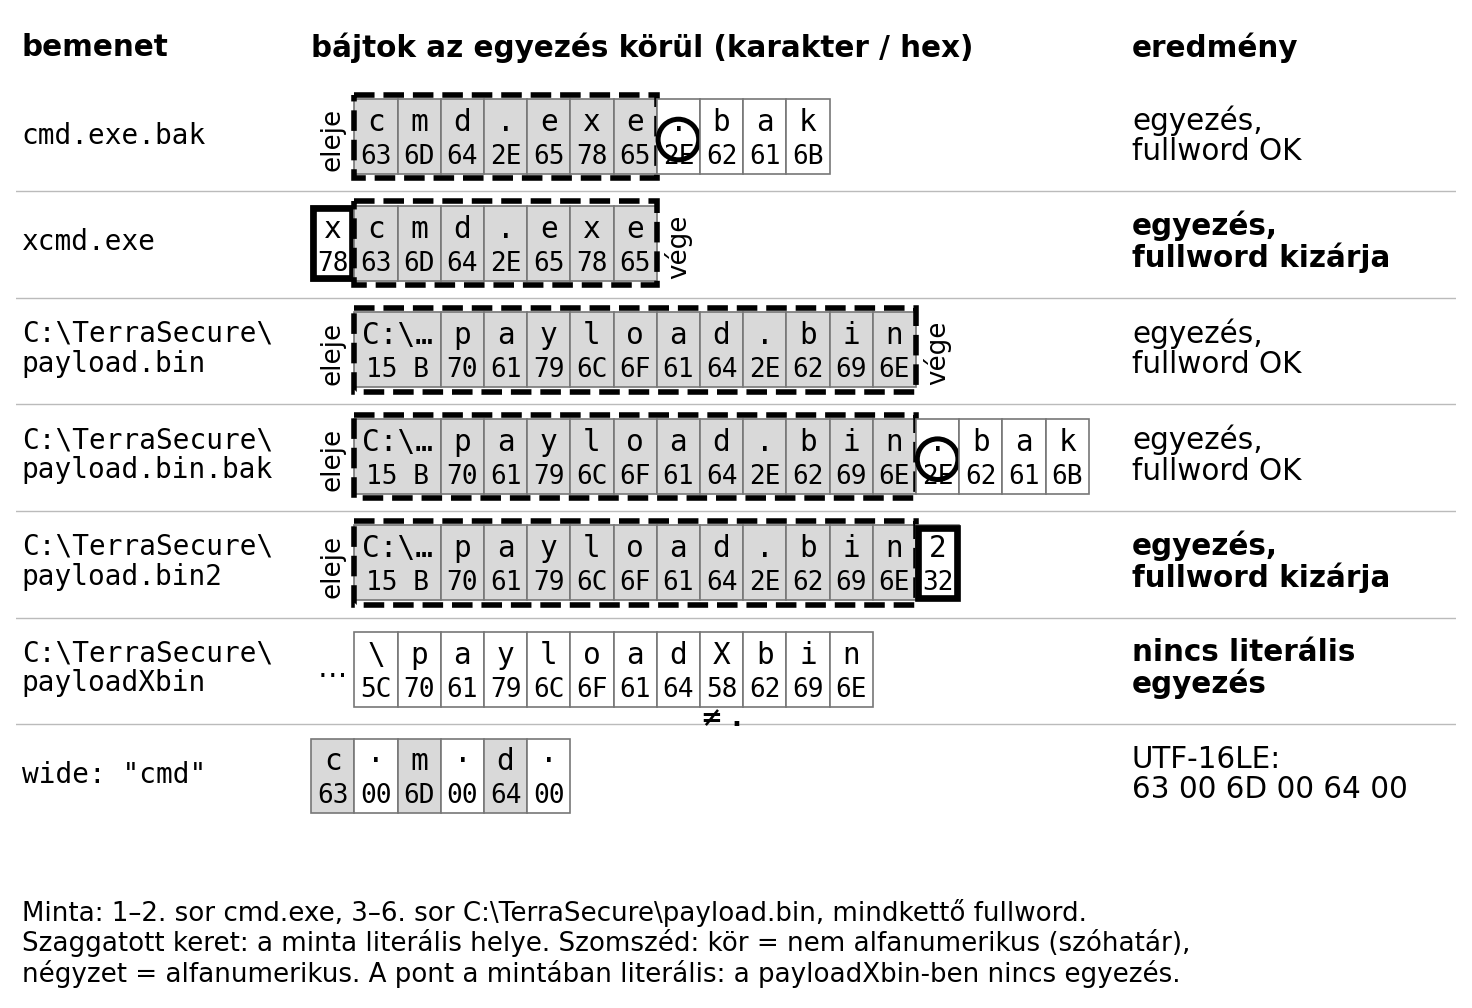 bemenet bájtok az egyezés körül (karakter / hex) eredmény
cmd.exe.bak
eleje
c m d . e x e . b a k
63 6D 64 2E 65 78 65 2E 62 61 6B
egyezés,
fullword OK
xcmd.exe
x c m d . e x e
78 63 6D 64 2E 65 78 65
vége
egyezés,
fullword kizárja
C:\TerraSecure\
payload.bin
eleje
C:\… p a y l o a d . b i n
15 B 70 61 79 6C 6F 61 64 2E 62 69 6E
vége
egyezés,
fullword OK
C:\TerraSecure\
payload.bin.bak
eleje
C:\… p a y l o a d . b i n . b a k
15 B 70 61 79 6C 6F 61 64 2E 62 69 6E 2E 62 61 6B
egyezés,
fullword OK
C:\TerraSecure\
payload.bin2
eleje
C:\… p a y l o a d . b i n 2
15 B 70 61 79 6C 6F 61 64 2E 62 69 6E 32
egyezés,
fullword kizárja
C:\TerraSecure\
payloadXbin
…
\ p a y l o a d X b i n
5C 70 61 79 6C 6F 61 64 58 62 69 6E
≠ .
nincs literális
egyezés
wide: "cmd"
c · m · d ·
63 00 6D 00 64 00
UTF-16LE:
63 00 6D 00 64 00
Minta: 1–2. sor cmd.exe, 3–6. sor C:\TerraSecure\payload.bin, mindkettő fullword.
Szaggatott keret: a minta literális helye. Szomszéd: kör = nem alfanumerikus (szóhatár),
négyzet = alfanumerikus. A pont a mintában literális: a payloadXbin-ben nincs egyezés.